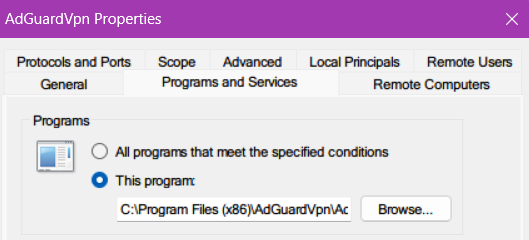 AdGuardVpn Properties
Protocols and Ports Scope Advanced Local Principals Remote Users
General Programs and Services Remote Computers
Programs
All programs that meet the specified conditions
This program:
C:\Program Files (x86)\AdGuardVpn\Ad Browse...